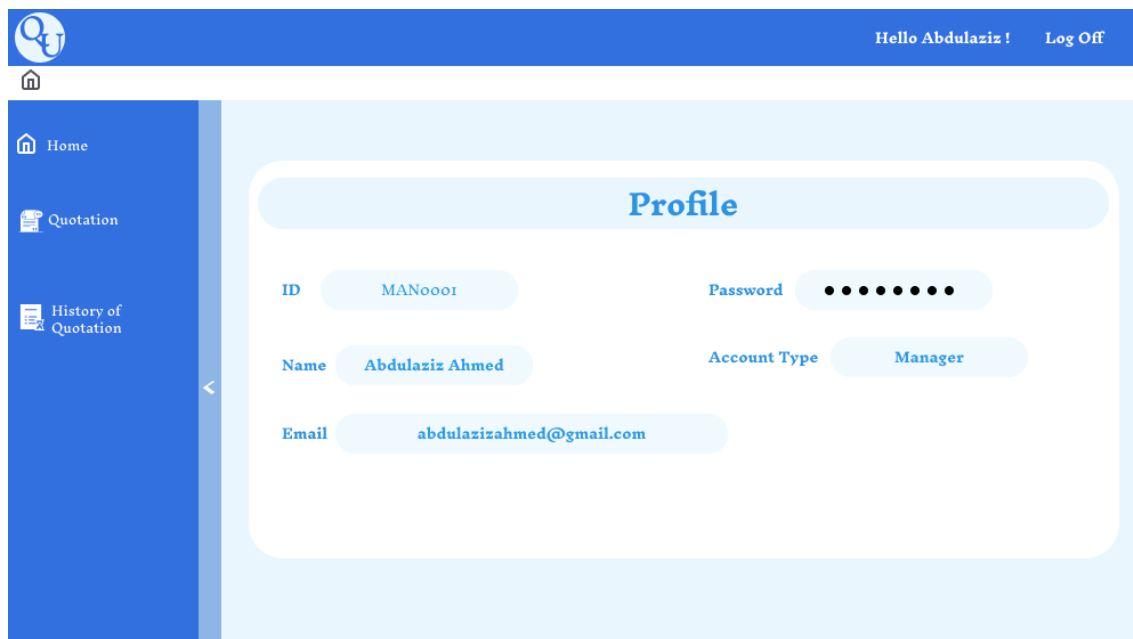 QU
Hello Abdulaziz !
Log Off
Home
Quotation
History of
Quotation
Profile
ID MAN0001
Password ●●●●●●●●
Name Abdulaziz Ahmed
Account Type Manager
Email abdulazizahmed@gmail.com